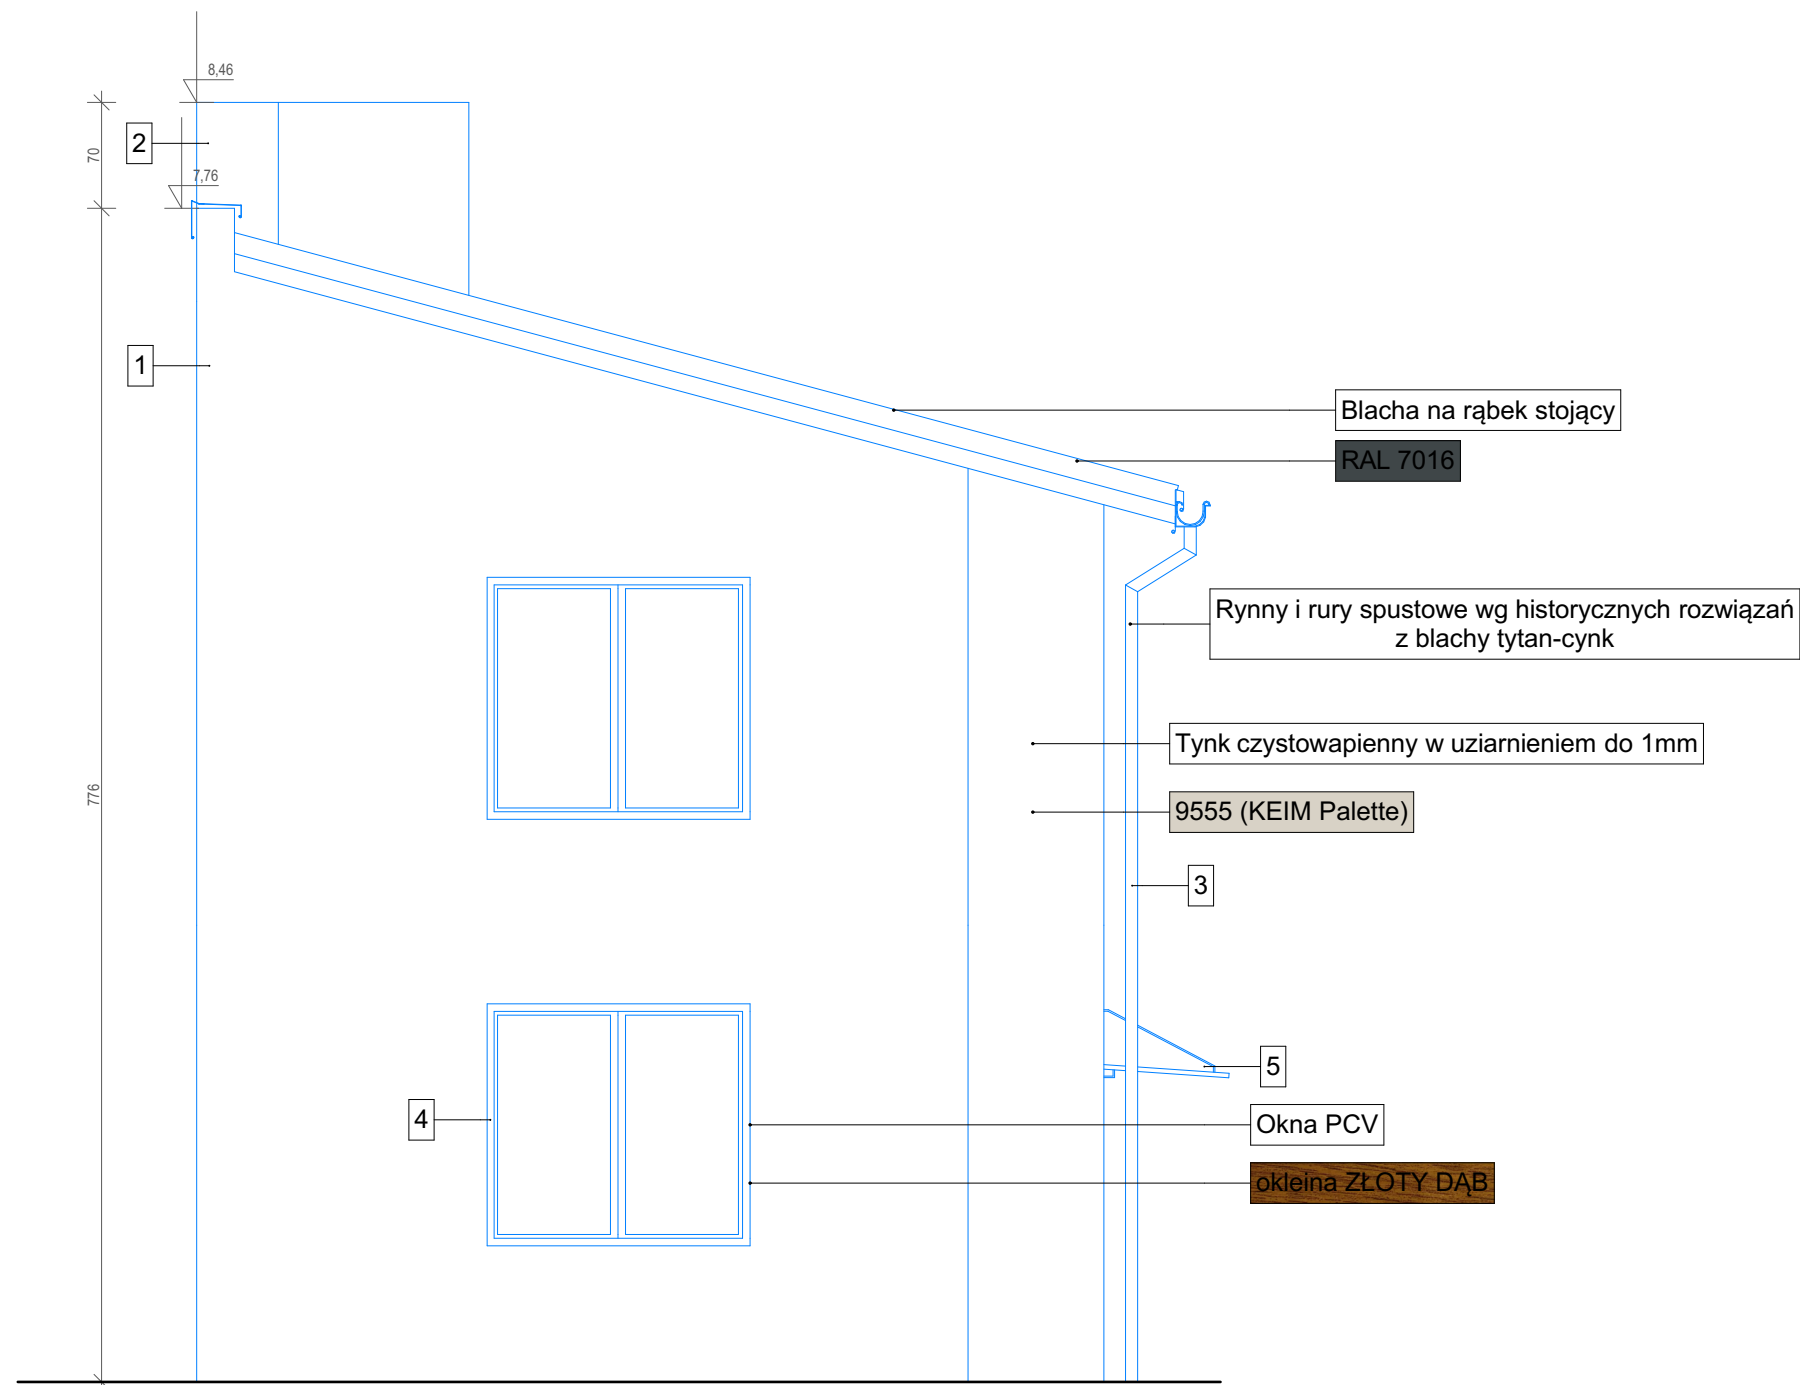 8,46
70
2
7,76
1
Blacha na rąbek stojący
RAL 7016
Rynny i rury spustowe wg historycznych rozwiązań
z blachy tytan-cynk
Tynk czystowapienny w uziarnieniem do 1mm
776
9555 (KEIM Palette)
3
5
4
Okna PCV
okleina ZŁOTY DĄB